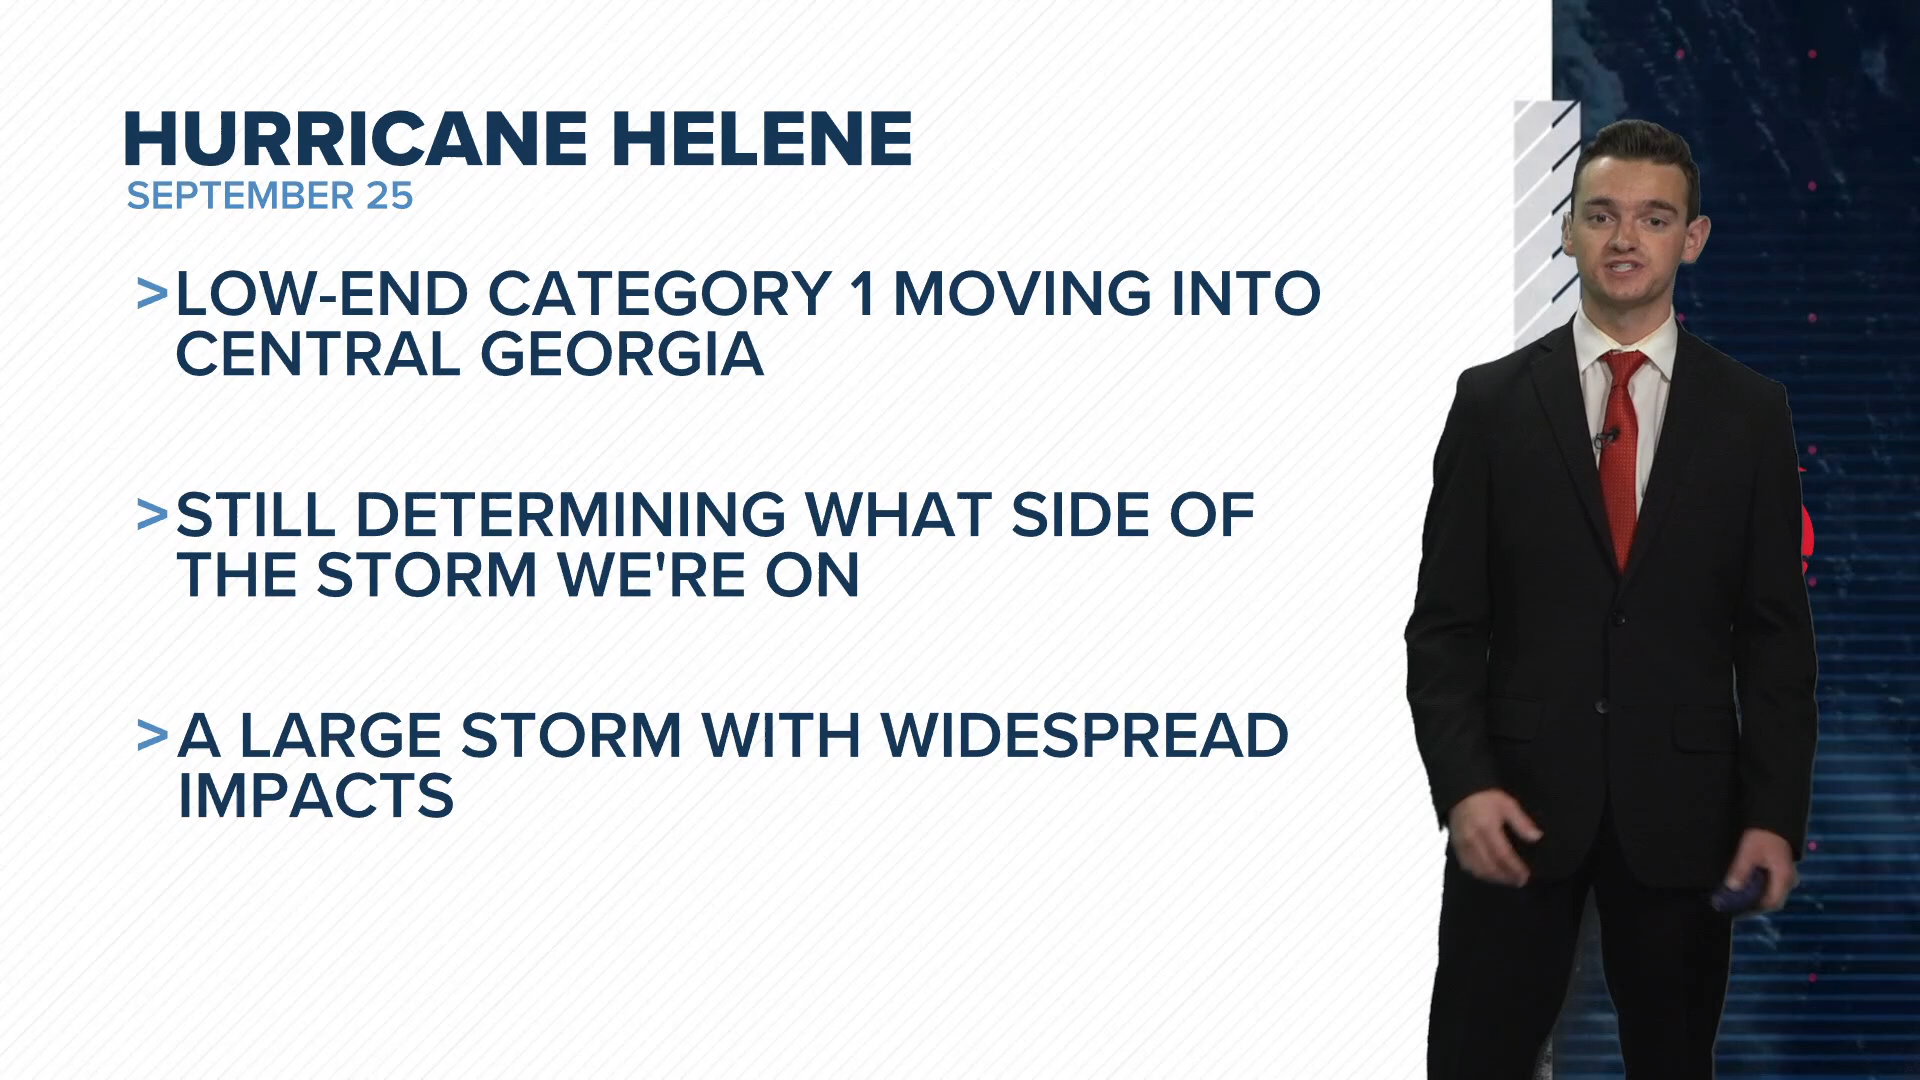 HURRICANE HELENE
SEPTEMBER 25
>LOW-END CATEGORY 1 MOVING INTO
CENTRAL GEORGIA
>STILL DETERMINING WHAT SIDE OF
THE STORM WE'RE ON
>A LARGE STORM WITH WIDESPREAD
IMPACTS